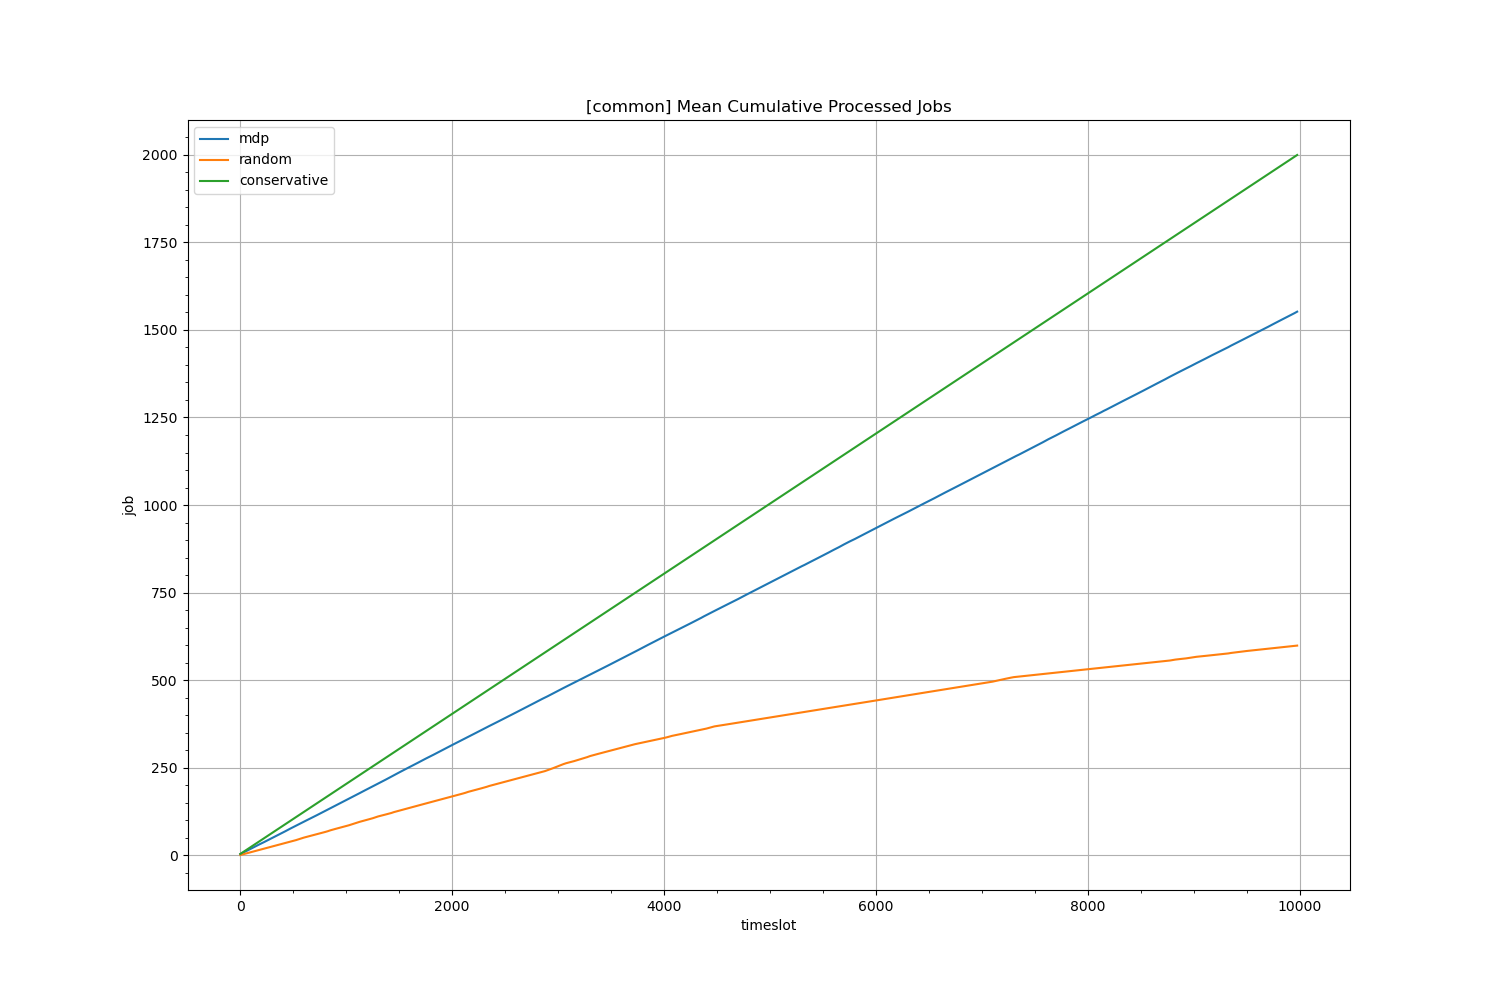 [common] Mean Cumulative Processed Jobs
mdp
random
conservative
2000
1750
1500
1250
1000
750
500
250
0
job
0 2000 4000 6000 8000 10000
timeslot